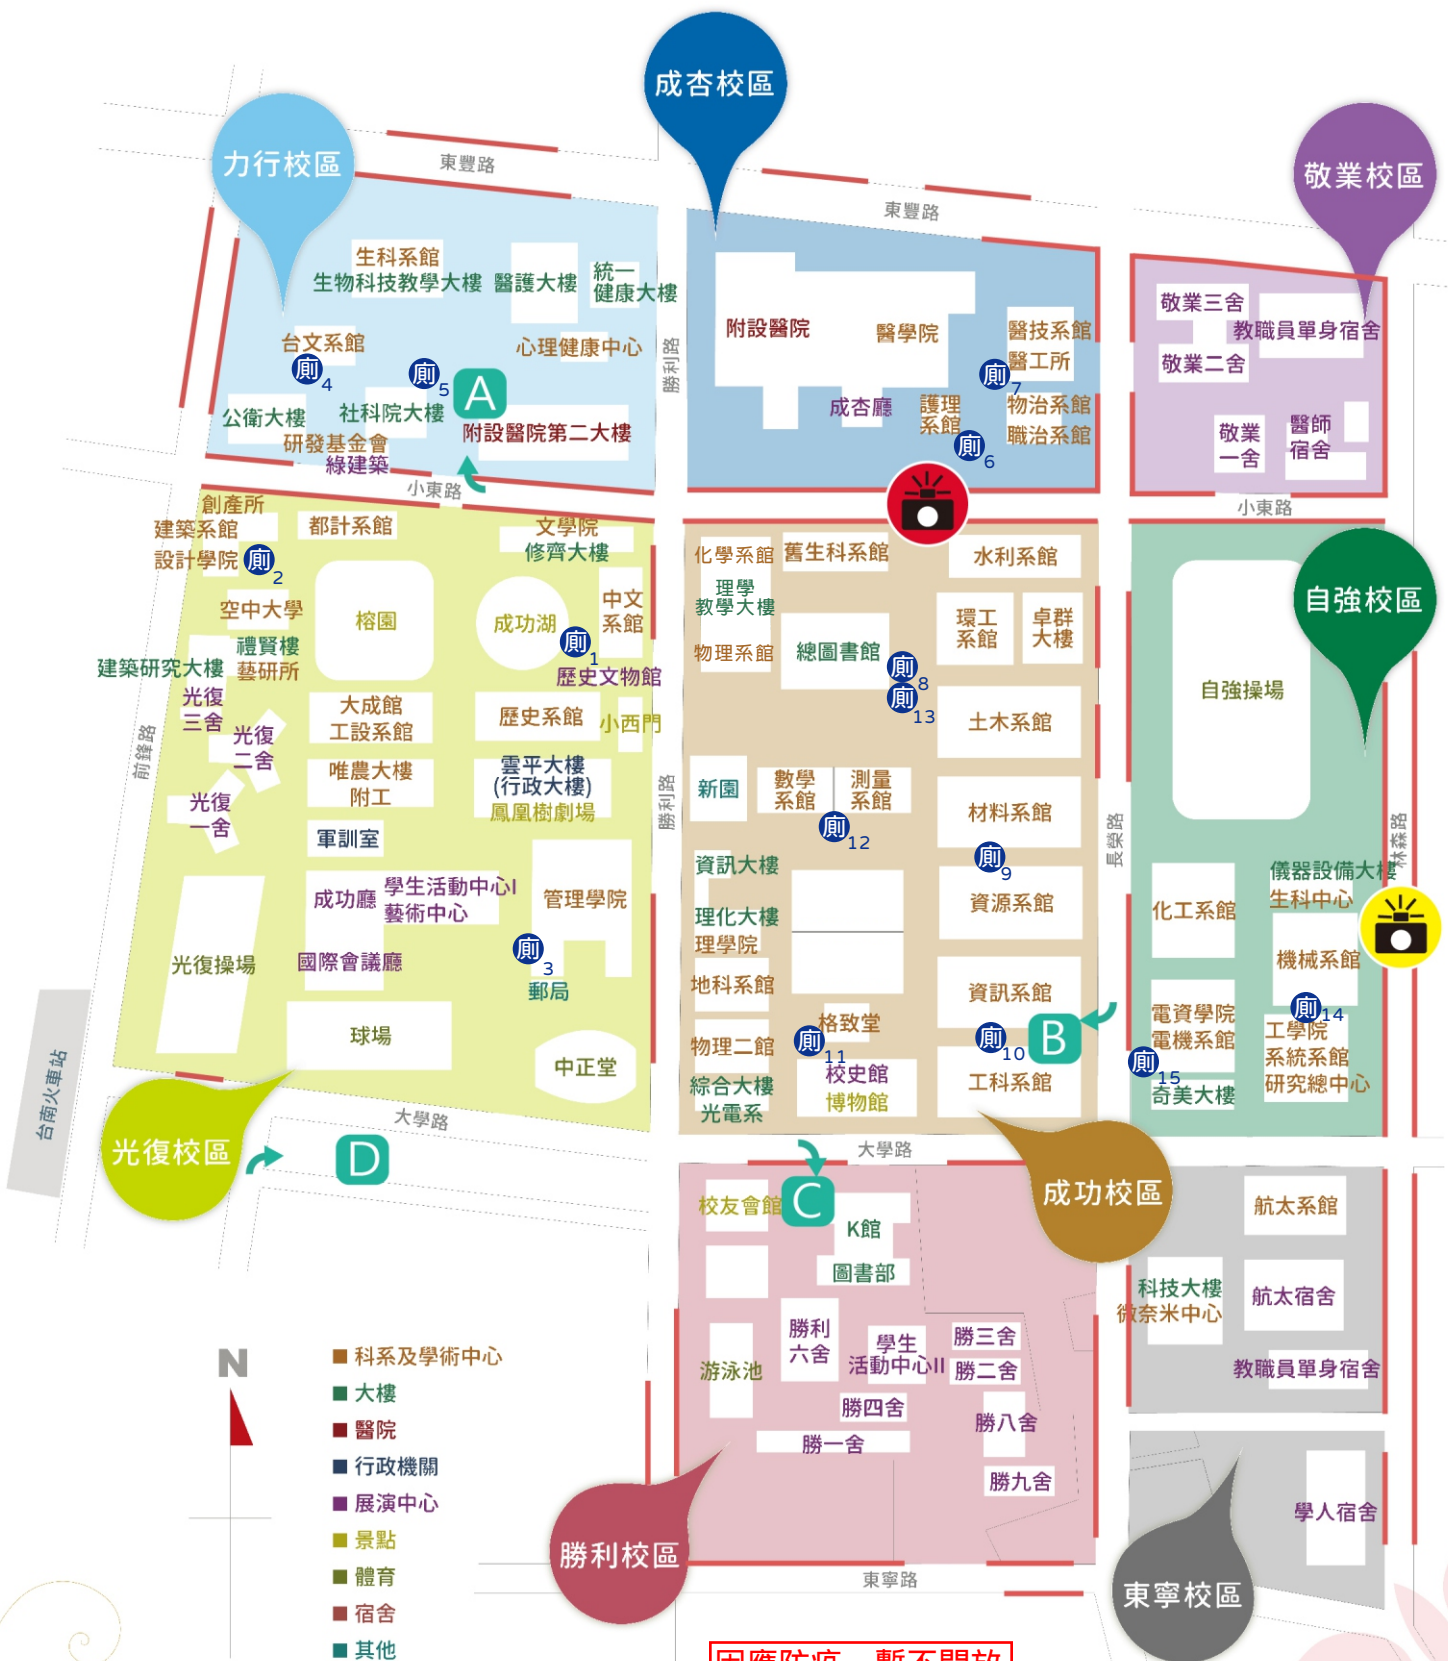 成杏校區
力行校區
敬業校區
東豐路
東豐路
生科系館
生物科技教學大樓
醫護大樓
統一
健康大樓
台文系館
心理健康中心
廁4
廁5
A
公衛大樓
社科院大樓
研發基金會
綠建築
附設醫院第二大樓
勝利路
附設醫院
醫學院
醫技系館
醫工所
廁7
成杏廳
護理
系館
物治系館
職治系館
廁6
敬業三舍
教職員單身宿舍
敬業二舍
敬業
一舍
醫師
宿舍
小東路
小東路
創產所
建築系館
設計學院
廁2
都計系館
文學院
修齊大樓
空中大學
榕園
成功湖
中文
系館
廁1
禮賢樓
藝研所
建築研究大樓
歷史文物館
光復
三舍
大成館
工設系館
歷史系館
小西門
光復
二舍
前鋒路
唯農大樓
附工
雲平大樓
(行政大樓)
鳳凰樹劇場
光復
一舍
軍訓室
勝利路
成功廳
學生活動中心I
藝術中心
管理學院
光復操場
國際會議廳
廁3
郵局
球場
中正堂
台南火車站
光復校區
大學路
D
化學系館
舊生科系館
水利系館
理學
教學大樓
環工
系館
卓群
大樓
物理系館
總圖書館
廁8
廁13
土木系館
新園
數學
系館
測量
系館
廁12
材料系館
廁9
長榮路
資訊大樓
資源系館
理化大樓
理學院
地科系館
資訊系館
格致堂
廁11
廁10
B
物理二館
校史館
博物館
工科系館
綜合大樓
光電系
大學路
成功校區
自強校區
自強操場
林森路
儀器設備大樓
生科中心
化工系館
機械系館
廁14
電資學院
電機系館
工學院
系統系館
研究總中心
廁15
奇美大樓
校友會館
C
K館
圖書部
游泳池
勝利
六舍
學生
活動中心II
勝三舍
勝二舍
勝四舍
勝八舍
勝一舍
勝九舍
勝利校區
東寧路
航太系館
科技大樓
微奈米中心
航太宿舍
教職員單身宿舍
學人宿舍
東寧校區
N
科系及學術中心
大樓
醫院
行政機關
展演中心
景點
體育
宿舍
其他
因應防疫，暫不開放